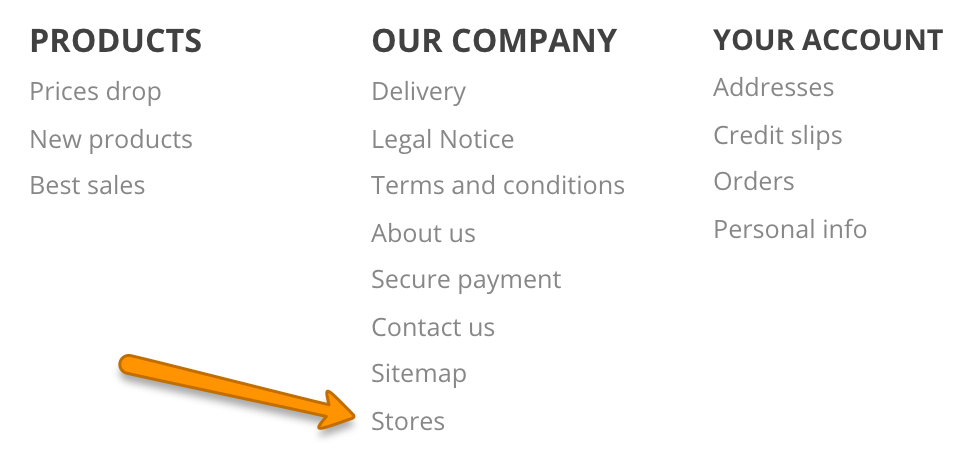 PRODUCTS
Prices drop
New products
Best sales
OUR COMPANY
Delivery
Legal Notice
Terms and conditions
About us
Secure payment
Contact us
Sitemap
Stores
YOUR ACCOUNT
Addresses
Credit slips
Orders
Personal info